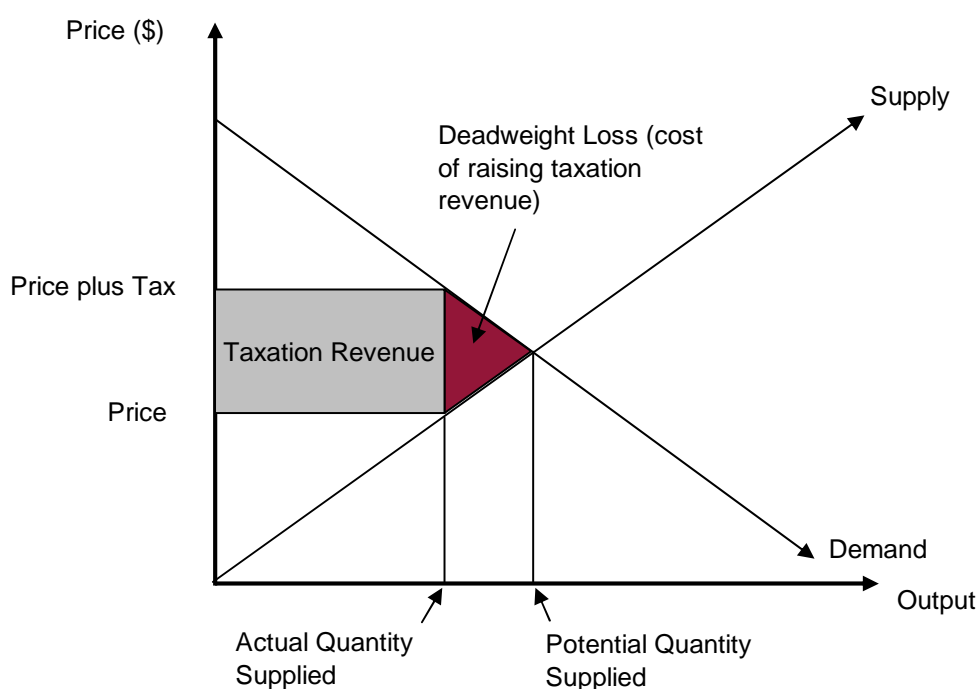 Price ($)
Supply
Deadweight Loss (cost
of raising taxation
revenue)
Price plus Tax
Taxation Revenue
Price
Demand
Output
Actual Quantity
Supplied
Potential Quantity
Supplied